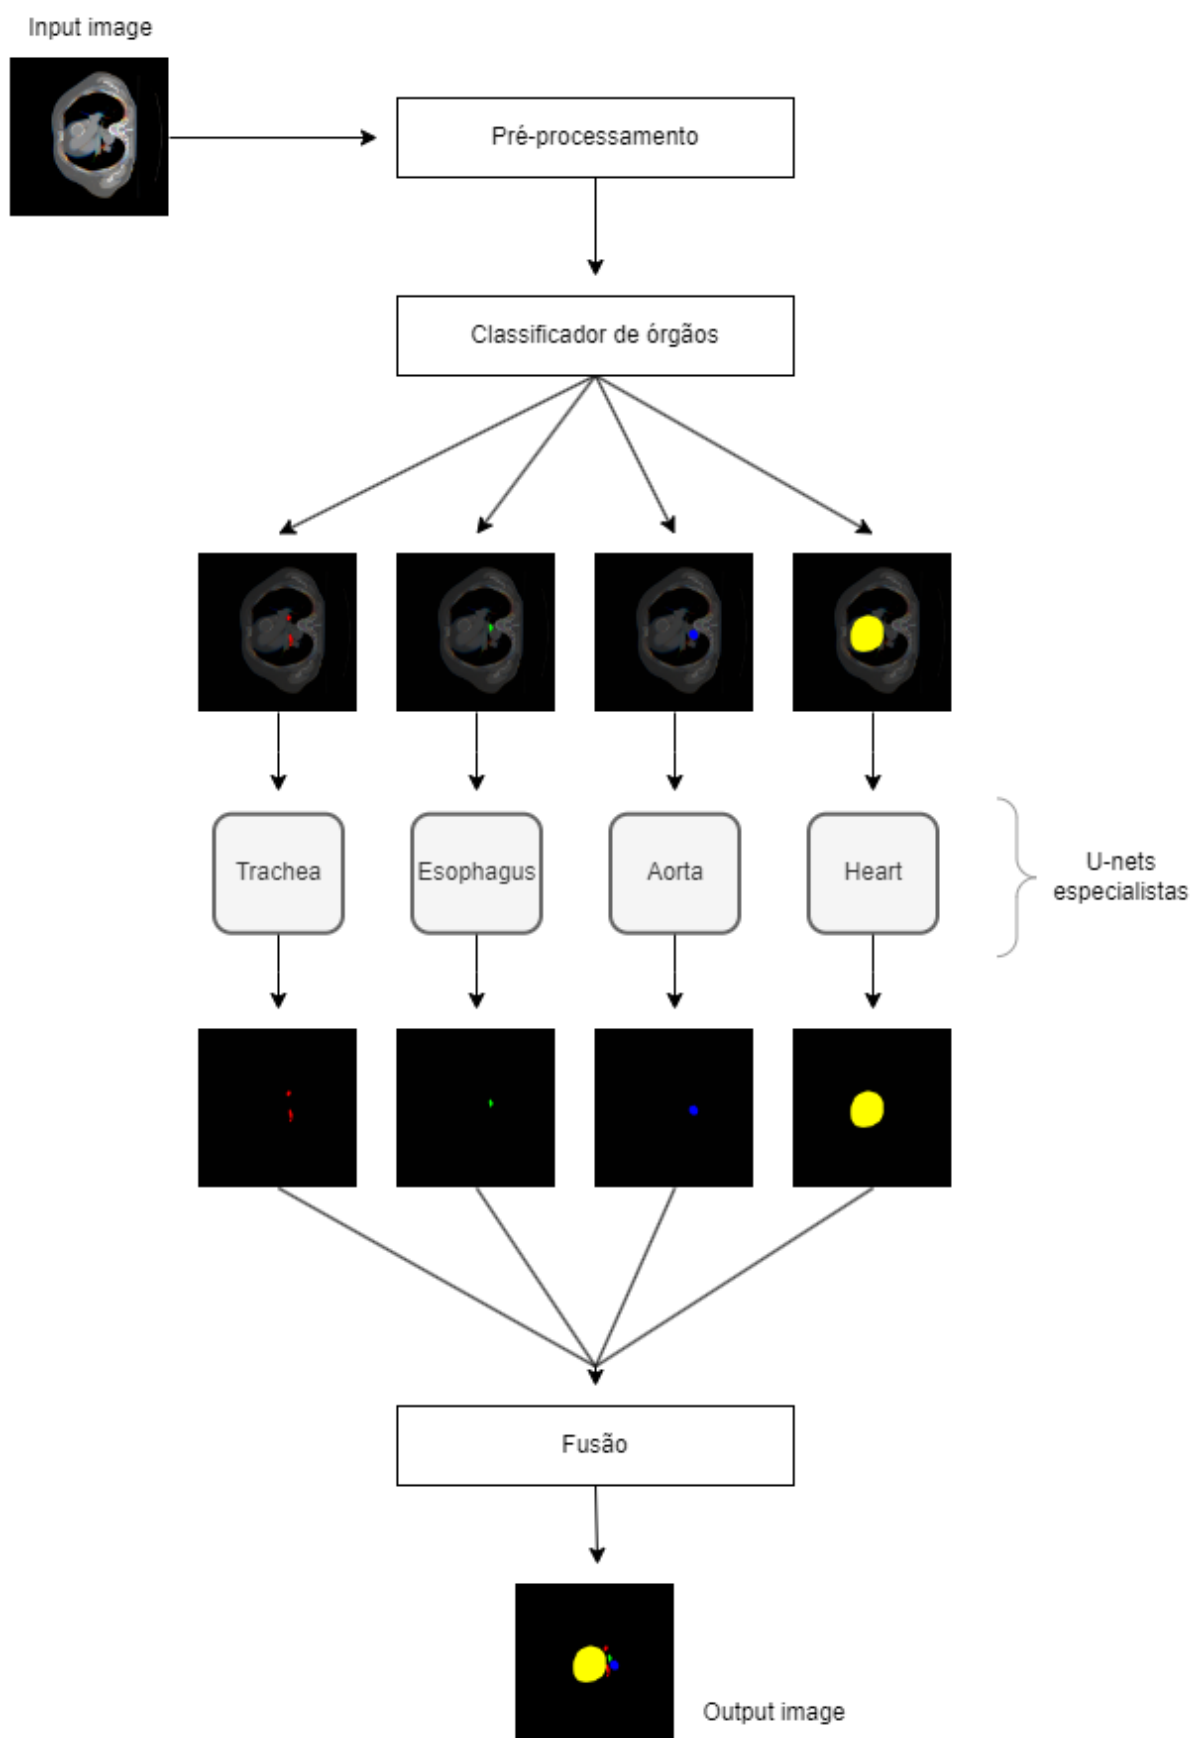 Input image
Pré-processamento
Classificador de órgãos
Trachea
Esophagus
Aorta
Heart
U-nets
especialistas
Fusão
Output image